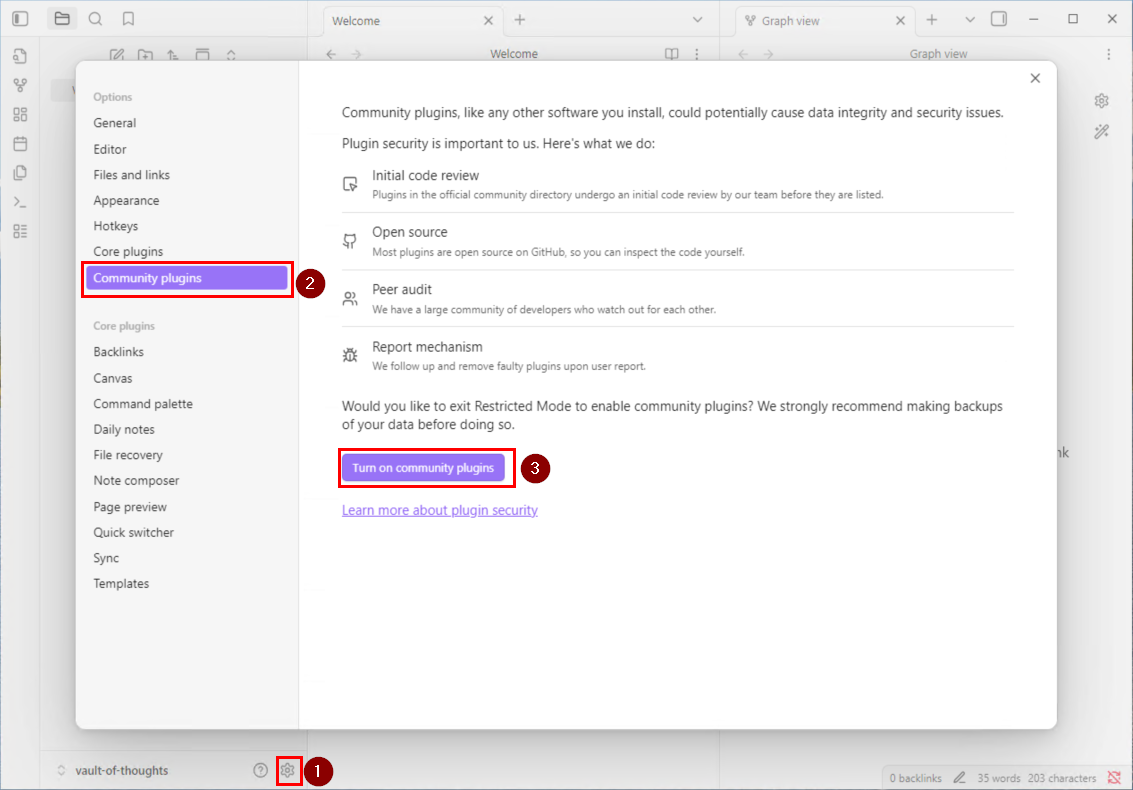 Welcome
Graph view
Welcome
Graph view
Options
General
Editor
Files and links
Appearance
Hotkeys
Core plugins
Community plugins
2
Core plugins
Backlinks
Canvas
Command palette
Daily notes
File recovery
Note composer
Page preview
Quick switcher
Sync
Templates
Community plugins, like any other software you install, could potentially cause data integrity and security issues.
Plugin security is important to us. Here's what we do:
Initial code review
Plugins in the official community directory undergo an initial code review by our team before they are listed.
Open source
Most plugins are open source on GitHub, so you can inspect the code yourself.
Peer audit
We have a large community of developers who watch out for each other.
Report mechanism
We follow up and remove faulty plugins upon user report.
Would you like to exit Restricted Mode to enable community plugins? We strongly recommend making backups
of your data before doing so.
Turn on community plugins
3
Learn more about plugin security
vault-of-thoughts
1
0 backlinks
35 words
203 characters